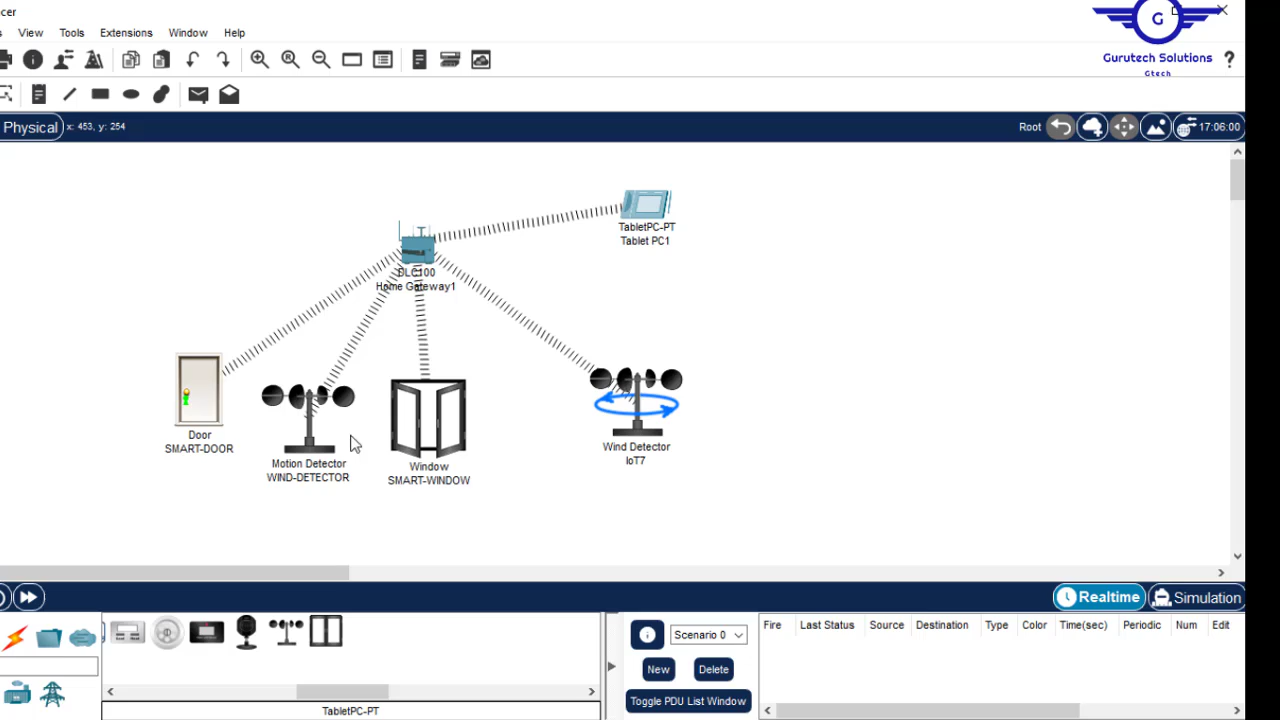 cer
G
s View Tools Extensions Window Help
Gurutech Solutions
Gtech
?
Physical x: 453, y: 254
Root 17:06:00
TabletPC-PT
Tablet PC1
DLC100
Home Gateway1
Door
SMART-DOOR
Motion Detector
WIND-DETECTOR
Window
SMART-WINDOW
Wind Detector
IoT7
Realtime Simulation
Scenario 0
Fire Last Status Source Destination Type Color Time(sec) Periodic Num Edit
New Delete
Toggle PDU List Window
TabletPC-PT